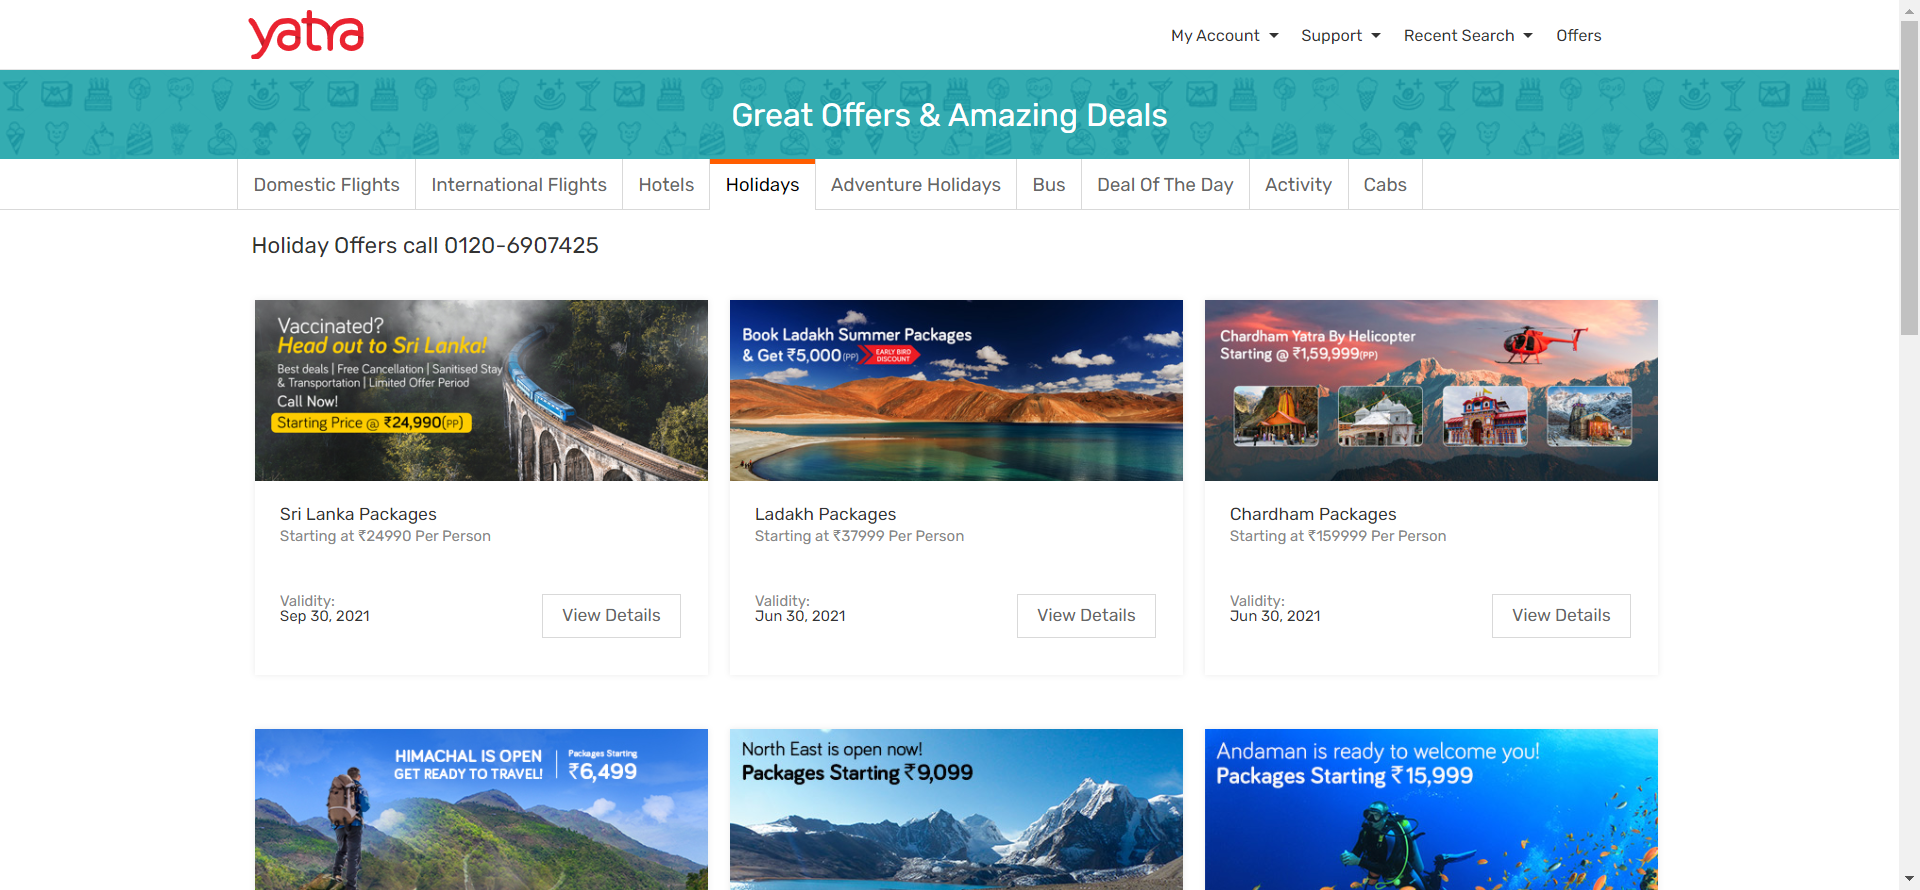 yatra
My Account Support Recent Search Offers
Great Offers & Amazing Deals
Domestic Flights International Flights Hotels Holidays Adventure Holidays Bus Deal Of The Day Activity Cabs
Holiday Offers call 0120-6907425
Vaccinated?
Head out to Sri Lanka!
Best deals | Free Cancellation | Sanitised Stay
& Transportation | Limited Offer Period
Call Now!
Starting Price @ ₹24,990(PP)
Book Ladakh Summer Packages
& Get ₹5,000(PP) EARLY BIRD DISCOUNT
Chardham Yatra By Helicopter
Starting @ ₹1,59,999(PP)
Sri Lanka Packages
Starting at ₹24990 Per Person
Validity:
Sep 30, 2021
View Details
Ladakh Packages
Starting at ₹37999 Per Person
Validity:
Jun 30, 2021
View Details
Chardham Packages
Starting at ₹159999 Per Person
Validity:
Jun 30, 2021
View Details
HIMACHAL IS OPEN
GET READY TO TRAVEL!
Packages Starting
₹6,499
North East is open now!
Packages Starting ₹9,099
Andaman is ready to welcome you!
Packages Starting ₹15,999